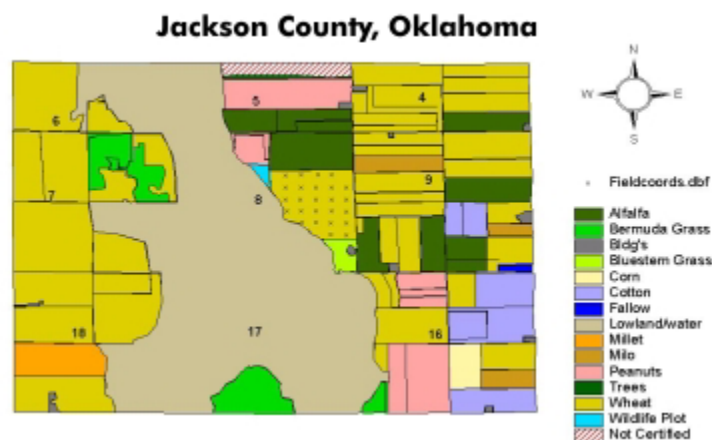 Jackson County, Oklahoma
N
W E
S
5
4
6
7
8
9
18
17
16
Fieldcoords.dbf
Alfalfa
Bermuda Grass
Bldg's
Bluestem Grass
Corn
Cotton
Fallow
Lowland/water
Millet
Milo
Peanuts
Trees
Wheat
Wildlife Plot
Not Certified